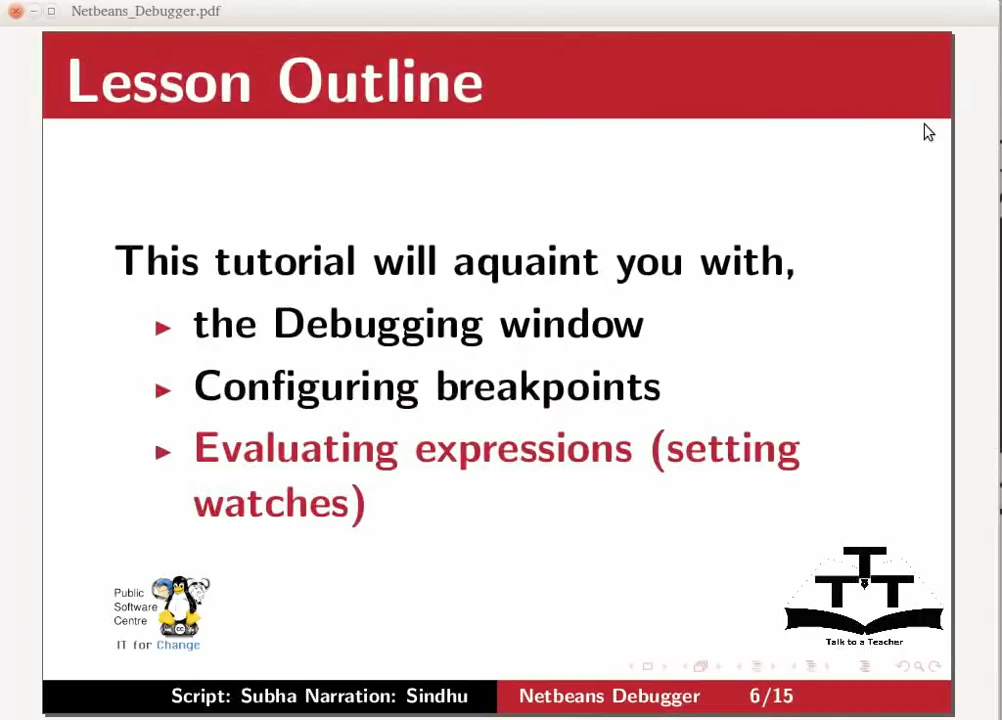 Netbeans_Debugger.pdf
Lesson Outline
This tutorial will aquaint you with,
the Debugging window
Configuring breakpoints
Evaluating expressions (setting
watches)
Public
Software
Centre
IT for Change
T
T T
Talk to a Teacher
Script: Subha Narration: Sindhu Netbeans Debugger 6/15